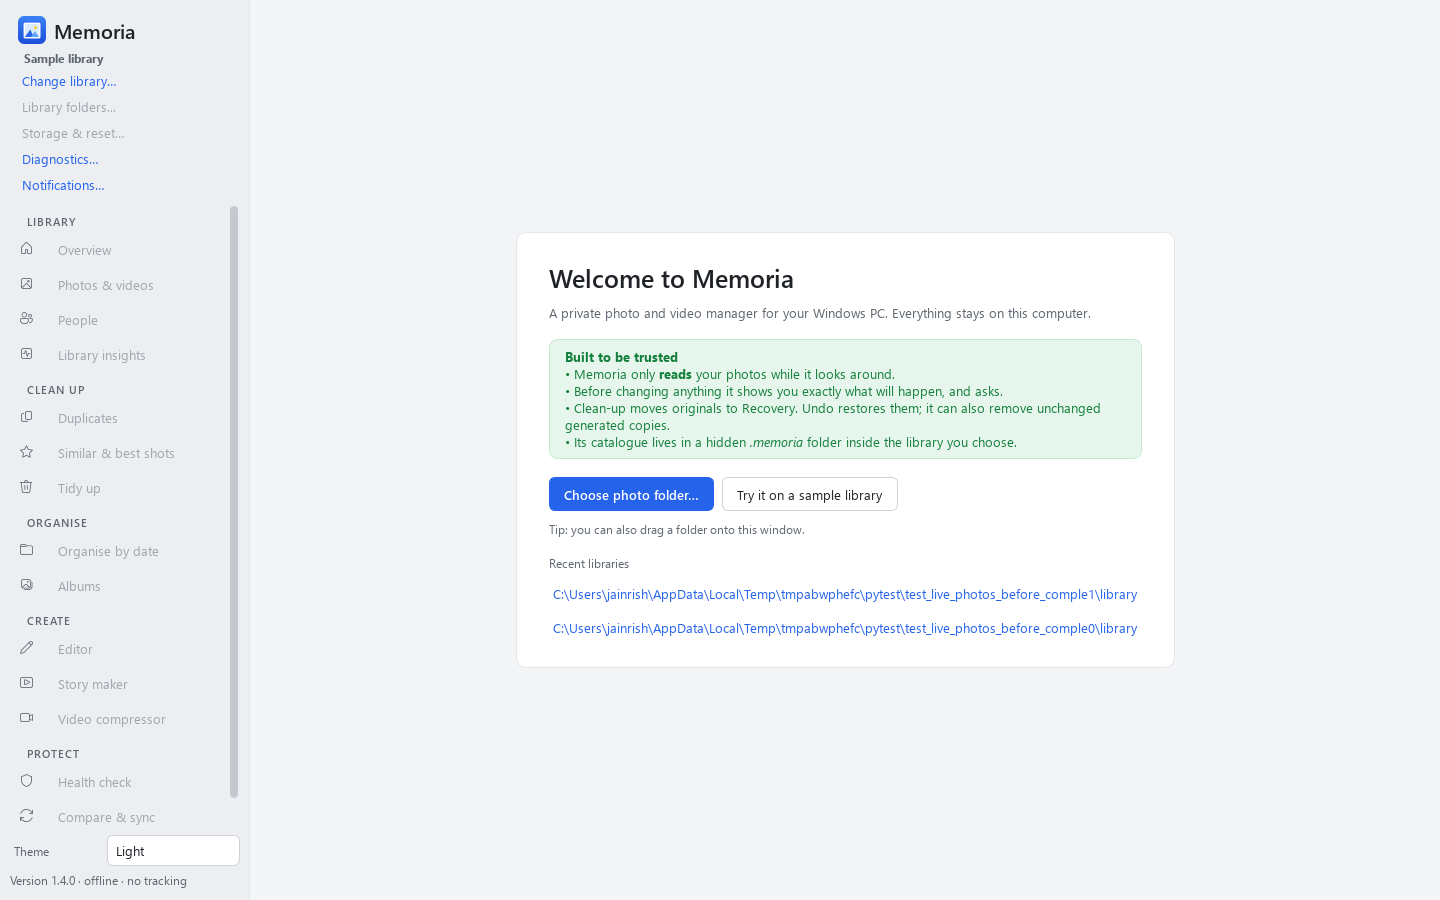 Memoria
Sample library
Change library...
Library folders...
Storage & reset...
Diagnostics...
Notifications...
LIBRARY
Overview
Photos & videos
People
Library insights
CLEAN UP
Duplicates
Similar & best shots
Tidy up
ORGANISE
Organise by date
Albums
CREATE
Editor
Story maker
Video compressor
PROTECT
Health check
Compare & sync
Theme
Light
Version 1.4.0 · offline · no tracking
Welcome to Memoria
A private photo and video manager for your Windows PC. Everything stays on this computer.
Built to be trusted
• Memoria only reads your photos while it looks around.
• Before changing anything it shows you exactly what will happen, and asks.
• Clean-up moves originals to Recovery. Undo restores them; it can also remove unchanged
generated copies.
• Its catalogue lives in a hidden .memoria folder inside the library you choose.
Choose photo folder...
Try it on a sample library
Tip: you can also drag a folder onto this window.
Recent libraries
C:\Users\jainrish\AppData\Local\Temp\tmpabwphefc\pytest\test_live_photos_before_comple1\library
C:\Users\jainrish\AppData\Local\Temp\tmpabwphefc\pytest\test_live_photos_before_comple0\library